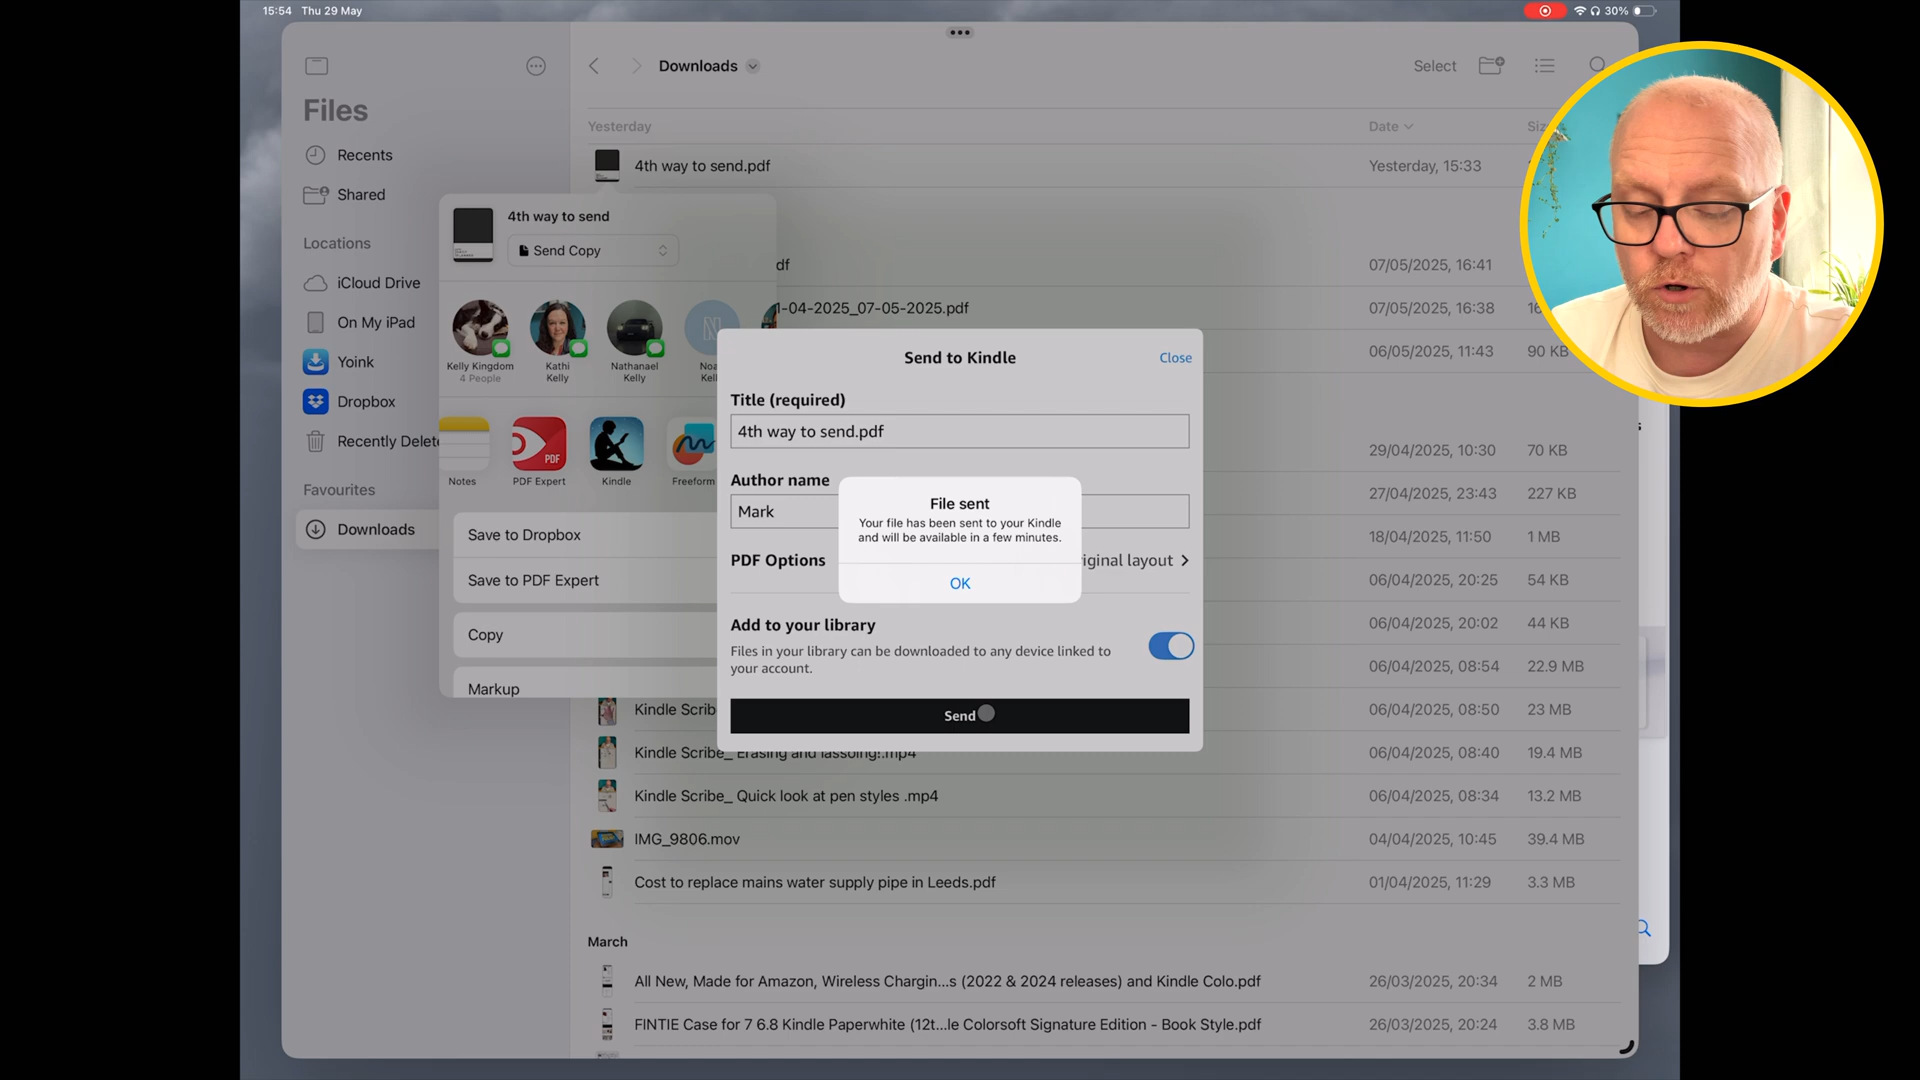 15:54 Thu 29 May
30%
Files
Recents
Shared
Locations
iCloud Drive
On My iPad
Yoink
Dropbox
Recently Delete
Favourites
Downloads
Downloads
Select
Yesterday
Date
4th way to send.pdf
Yesterday, 15:33
df
07/05/2025, 16:41
1-04-2025_07-05-2025.pdf
07/05/2025, 16:38
06/05/2025, 11:43 90 KB
29/04/2025, 10:30 70 KB
27/04/2025, 23:43 227 KB
18/04/2025, 11:50 1 MB
06/04/2025, 20:25 54 KB
06/04/2025, 20:02 44 KB
06/04/2025, 08:54 22.9 MB
Kindle Scrib
06/04/2025, 08:50 23 MB
Kindle Scribe_ Erasing and lassoing!.mp4
06/04/2025, 08:40 19.4 MB
Kindle Scribe_ Quick look at pen styles .mp4
06/04/2025, 08:34 13.2 MB
IMG_9806.mov
04/04/2025, 10:45 39.4 MB
Cost to replace mains water supply pipe in Leeds.pdf
01/04/2025, 11:29 3.3 MB
March
All New, Made for Amazon, Wireless Chargin...s (2022 & 2024 releases) and Kindle Colo.pdf
26/03/2025, 20:34 2 MB
FINTIE Case for 7 6.8 Kindle Paperwhite (12t...le Colorsoft Signature Edition - Book Style.pdf
26/03/2025, 20:24 3.8 MB
4th way to send
Send Copy
Kelly Kingdom
4 People
Kathi
Kelly
Nathanael
Kelly
Noa
Kell
Notes
PDF Expert
PDF
Kindle
Freeform
Save to Dropbox
Save to PDF Expert
Copy
Markup
Send to Kindle
Close
Title (required)
4th way to send.pdf
Author name
Mark
PDF Options
iginal layout
Add to your library
Files in your library can be downloaded to any device linked to
your account.
Send
File sent
Your file has been sent to your Kindle
and will be available in a few minutes.
OK